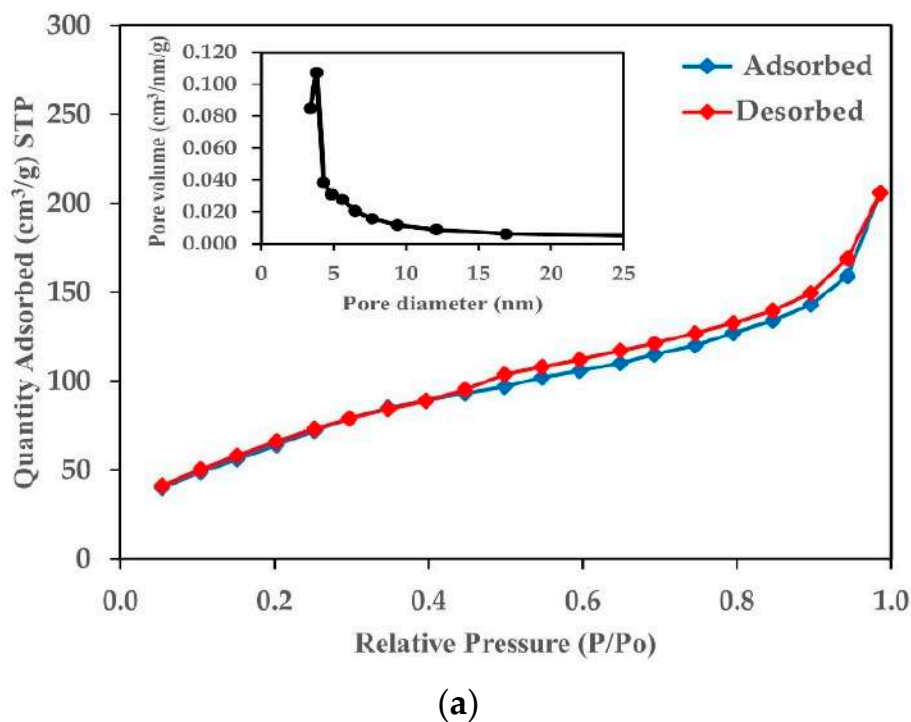 300
250
200
150
100
50
0
Quantity Adsorbed (cm³/g) STP
0.120
0.100
0.080
0.060
0.040
0.020
0.000
Pore volume (cm³/nm/g)
0 5 10 15 20 25
Pore diameter (nm)
Adsorbed
Desorbed
0.0 0.2 0.4 0.6 0.8 1.0
Relative Pressure (P/Po)
(a)